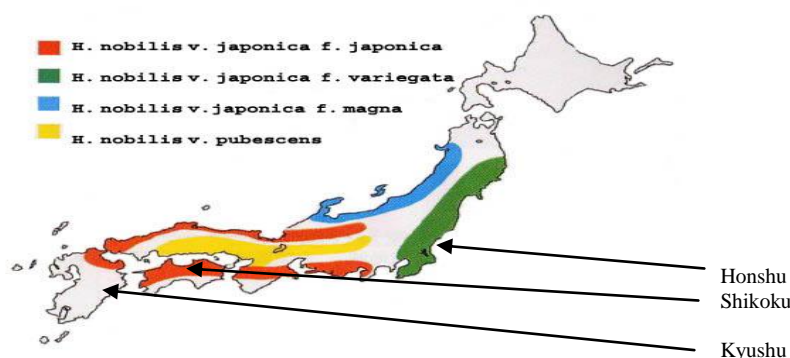 H. nobilis v. japonica f. japonica
H. nobilis v. japonica f. variegata
H. nobilis v.japonica f. magna
H. nobilis v. pubescens
Honshu
Shikoku
Kyushu